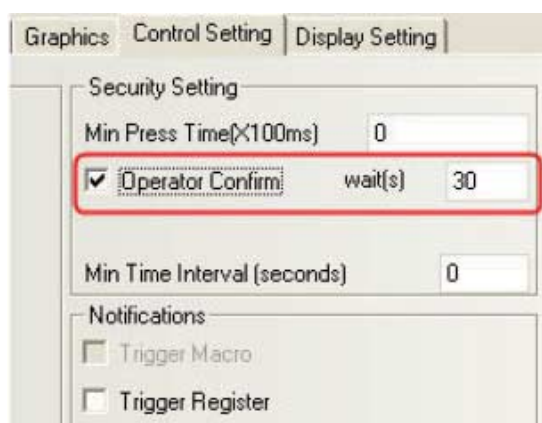 Graphics Control Setting Display Setting
Security Setting
Min Press Time(X100ms) 0
Operator Confirm wait(s) 30
Min Time Interval (seconds) 0
Notifications
Trigger Macro
Trigger Register